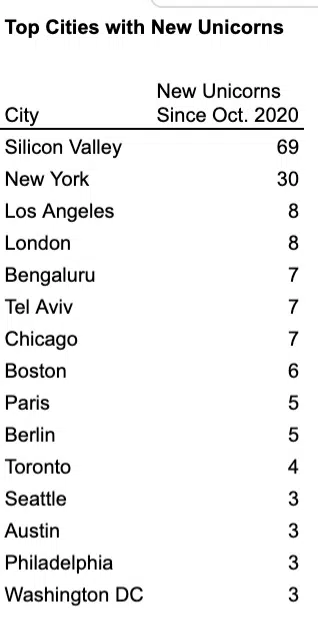 Top Cities with New Unicorns
New Unicorns
City Since Oct. 2020
Silicon Valley 69
New York 30
Los Angeles 8
London 8
Bengaluru 7
Tel Aviv 7
Chicago 7
Boston 6
Paris 5
Berlin 5
Toronto 4
Seattle 3
Austin 3
Philadelphia 3
Washington DC 3